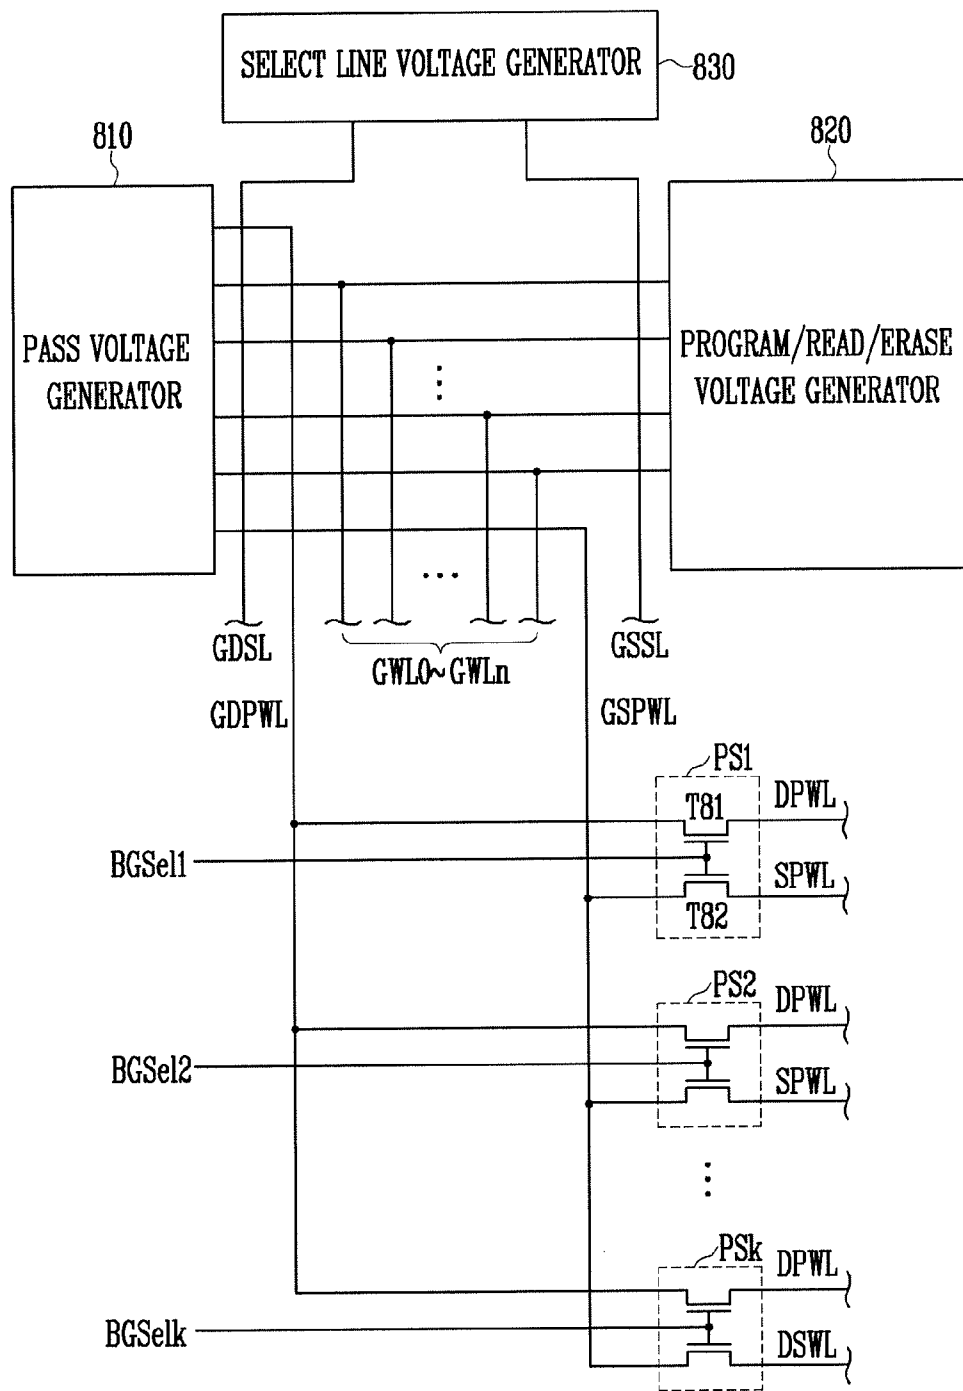 SELECT LINE VOLTAGE GENERATOR
830
810
820
PASS VOLTAGE
GENERATOR
PROGRAM/READ/ERASE
VOLTAGE GENERATOR
GDSL
GSSL
GWL0~GWLn
GDPWL
GSPWL
PS1
T81
DPWL
BGSel1
SPWL
T82
PS2
DPWL
BGSel2
SPWL
PSk
DPWL
BGSelk
DSWL